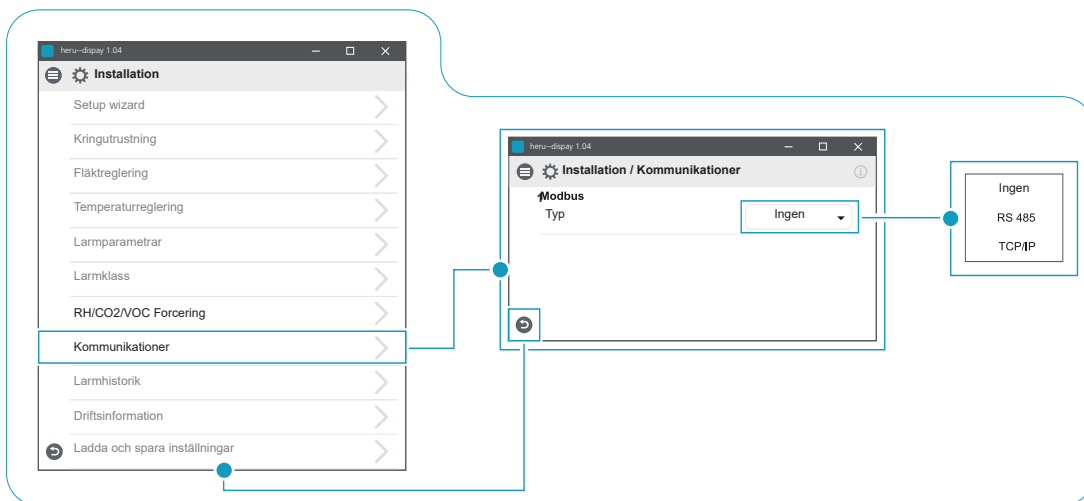 heru–dispay 1.04
Installation
Setup wizard
Kringutrustning
Fläktreglering
Temperaturreglering
Larmparametrar
Larmklass
RH/CO2/VOC Forcering
Kommunikationer
Larmhistorik
Driftsinformation
Ladda och spara inställningar
heru–dispay 1.04
Installation / Kommunikationer
1Modbus
Typ
Ingen
Ingen
RS 485
TCP/IP